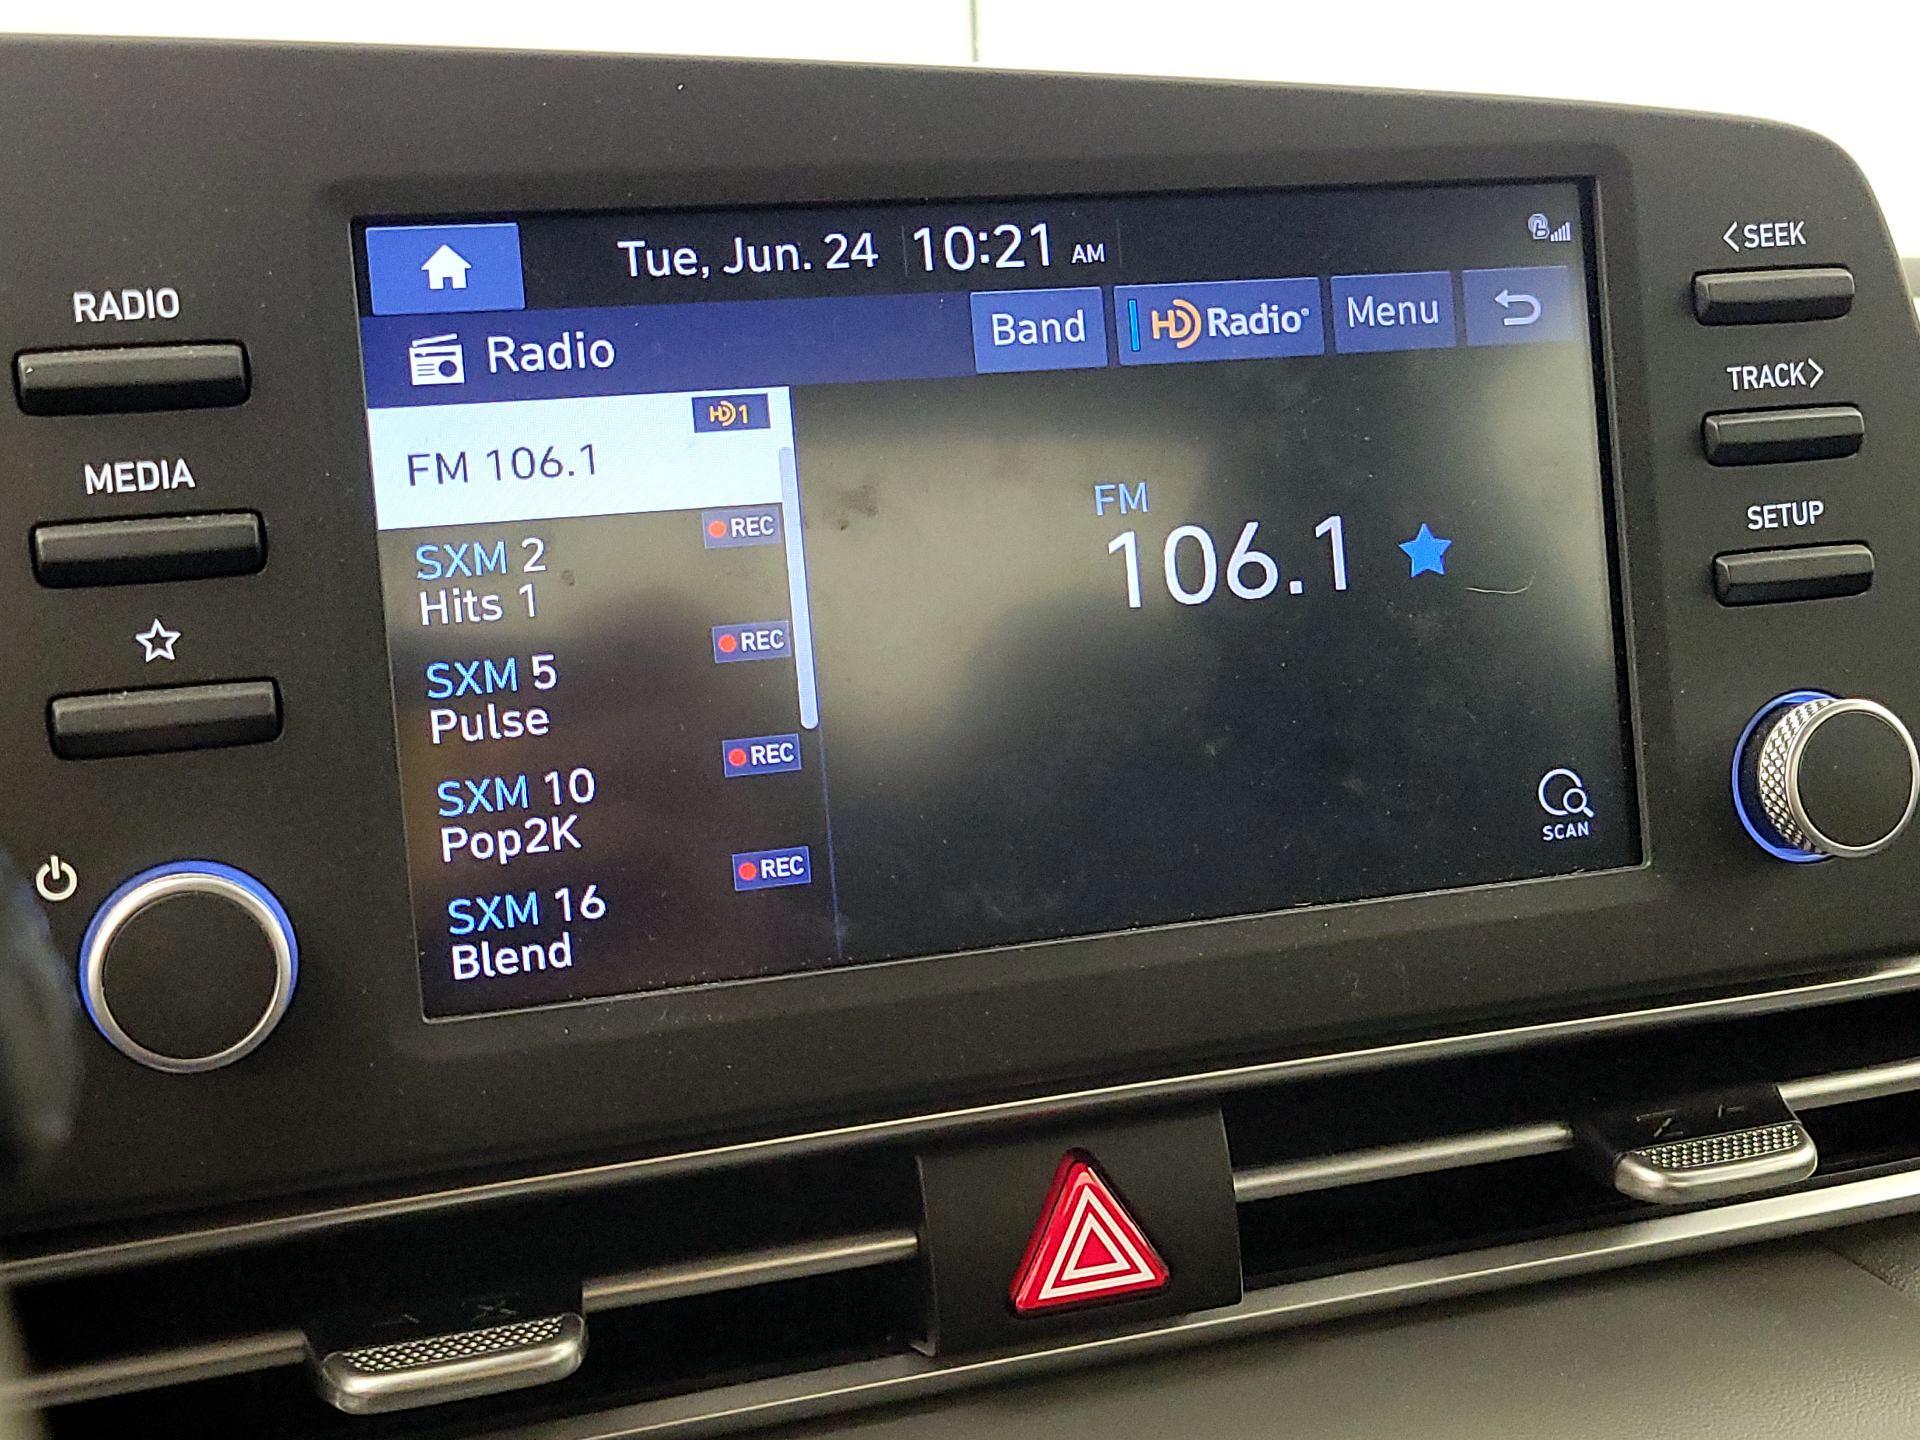 Tue, Jun. 24 10:21 AM
Radio
Band
HD Radio®
Menu
HD 1
FM 106.1
REC
SXM 2
Hits 1
REC
SXM 5
Pulse
REC
SXM 10
Pop2K
REC
SXM 16
Blend
FM
106.1
SCAN
RADIO
MEDIA
<SEEK
TRACK>
SETUP